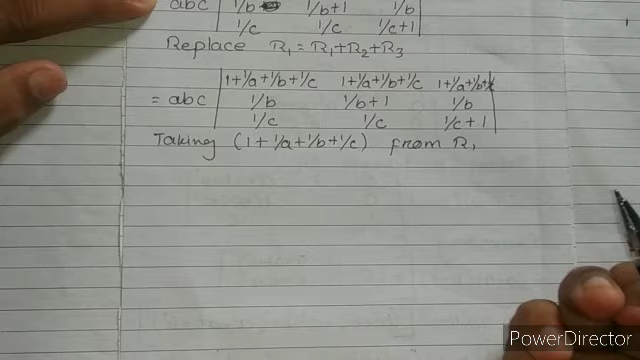 abc | 1/b 1/b+1 1/b |
1/c 1/c 1/c+1
Replace R₁ = R₁+R₂+R₃
= abc | 1+1/a+1/b+1/c 1+1/a+1/b+1/c 1+1/a+1/b+1/c |
1/b 1/b+1 1/b
1/c 1/c 1/c+1
Taking (1+1/a+1/b+1/c) from R₁
PowerDirector